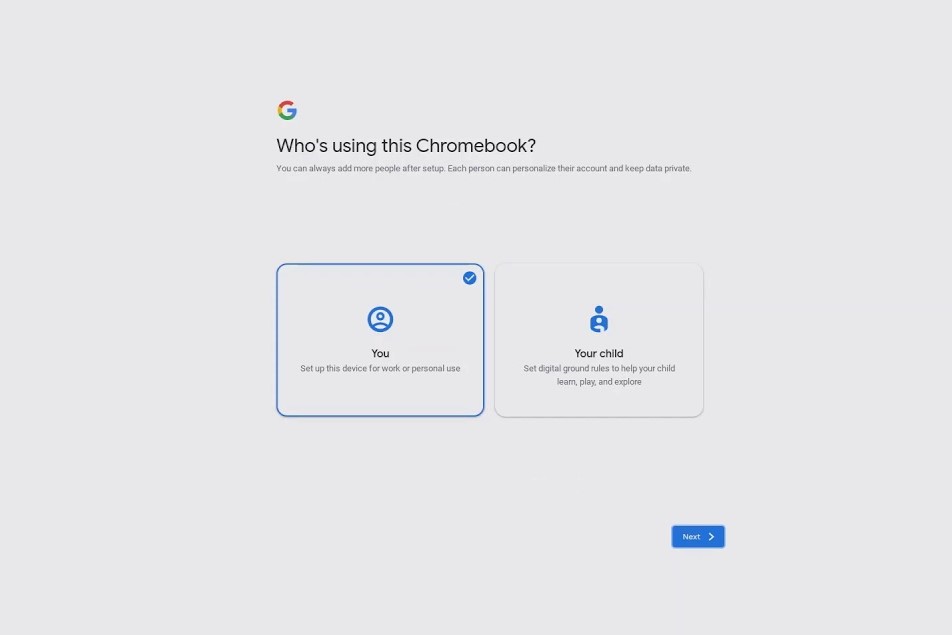 Who's using this Chromebook?
You can always add more people after setup. Each person can personalize their account and keep data private.
You
Set up this device for work or personal use
Your child
Set digital ground rules to help your child
learn, play, and explore
Next